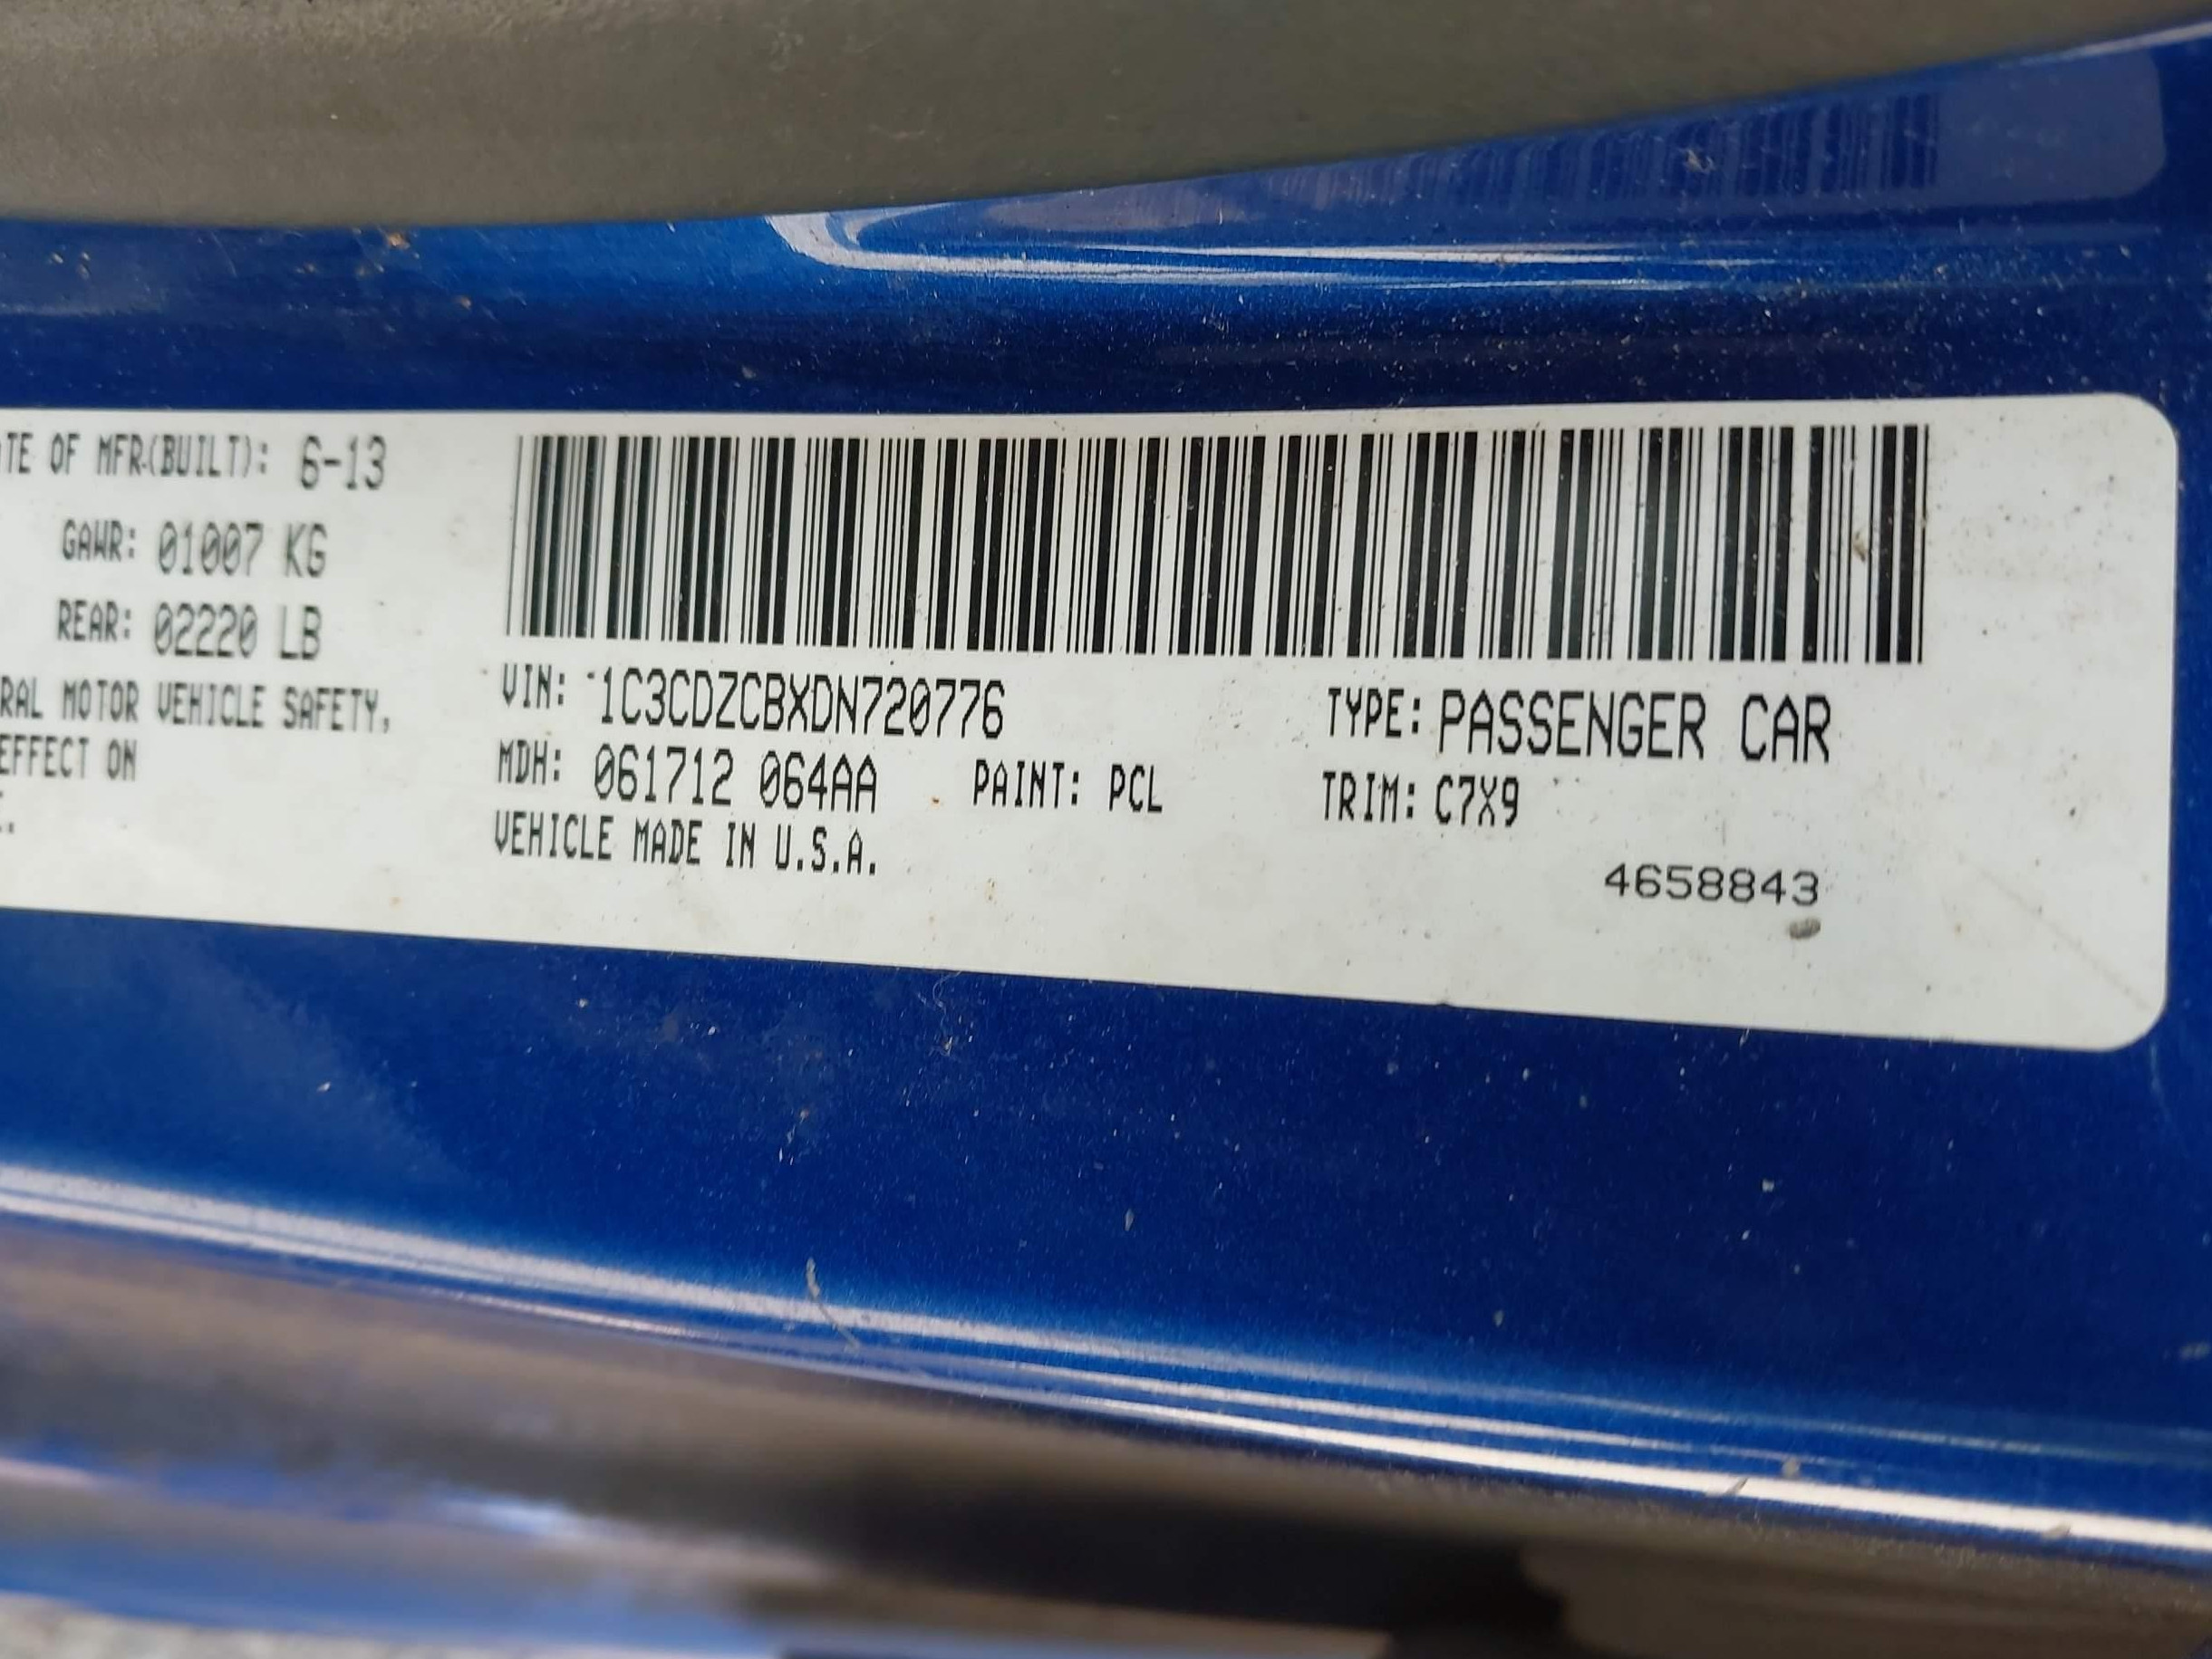 TE OF MFR(BUILT): 6-13
GAWR: 01007 KG
REAR: 02220 LB
RAL MOTOR VEHICLE SAFETY,
EFFECT ON
VIN: 1C3CDZCBXDN720776
TYPE: PASSENGER CAR
MDH: 061712 064AA
PAINT: PCL
TRIM: C7X9
VEHICLE MADE IN U.S.A.
4658843